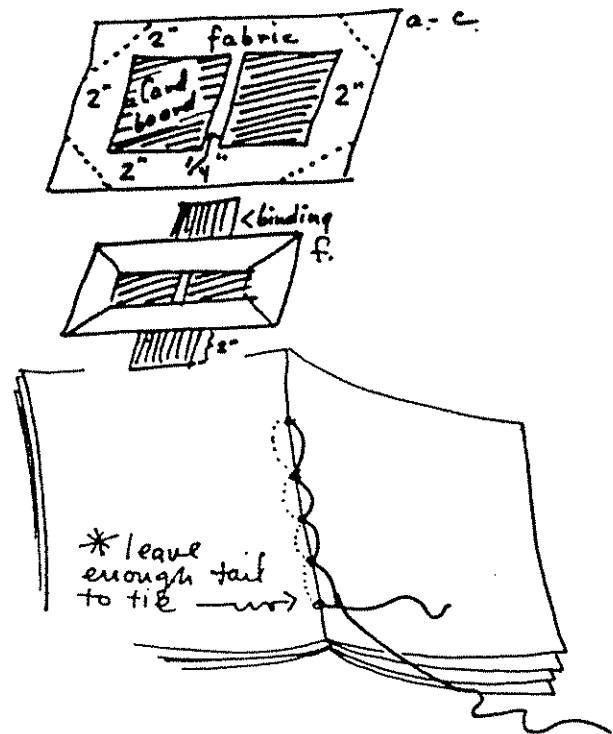 a - c.
2" fabric
2" Card 2"
board
2" 1/4"
<binding
f.
2"
* leave
enough tail
to tie